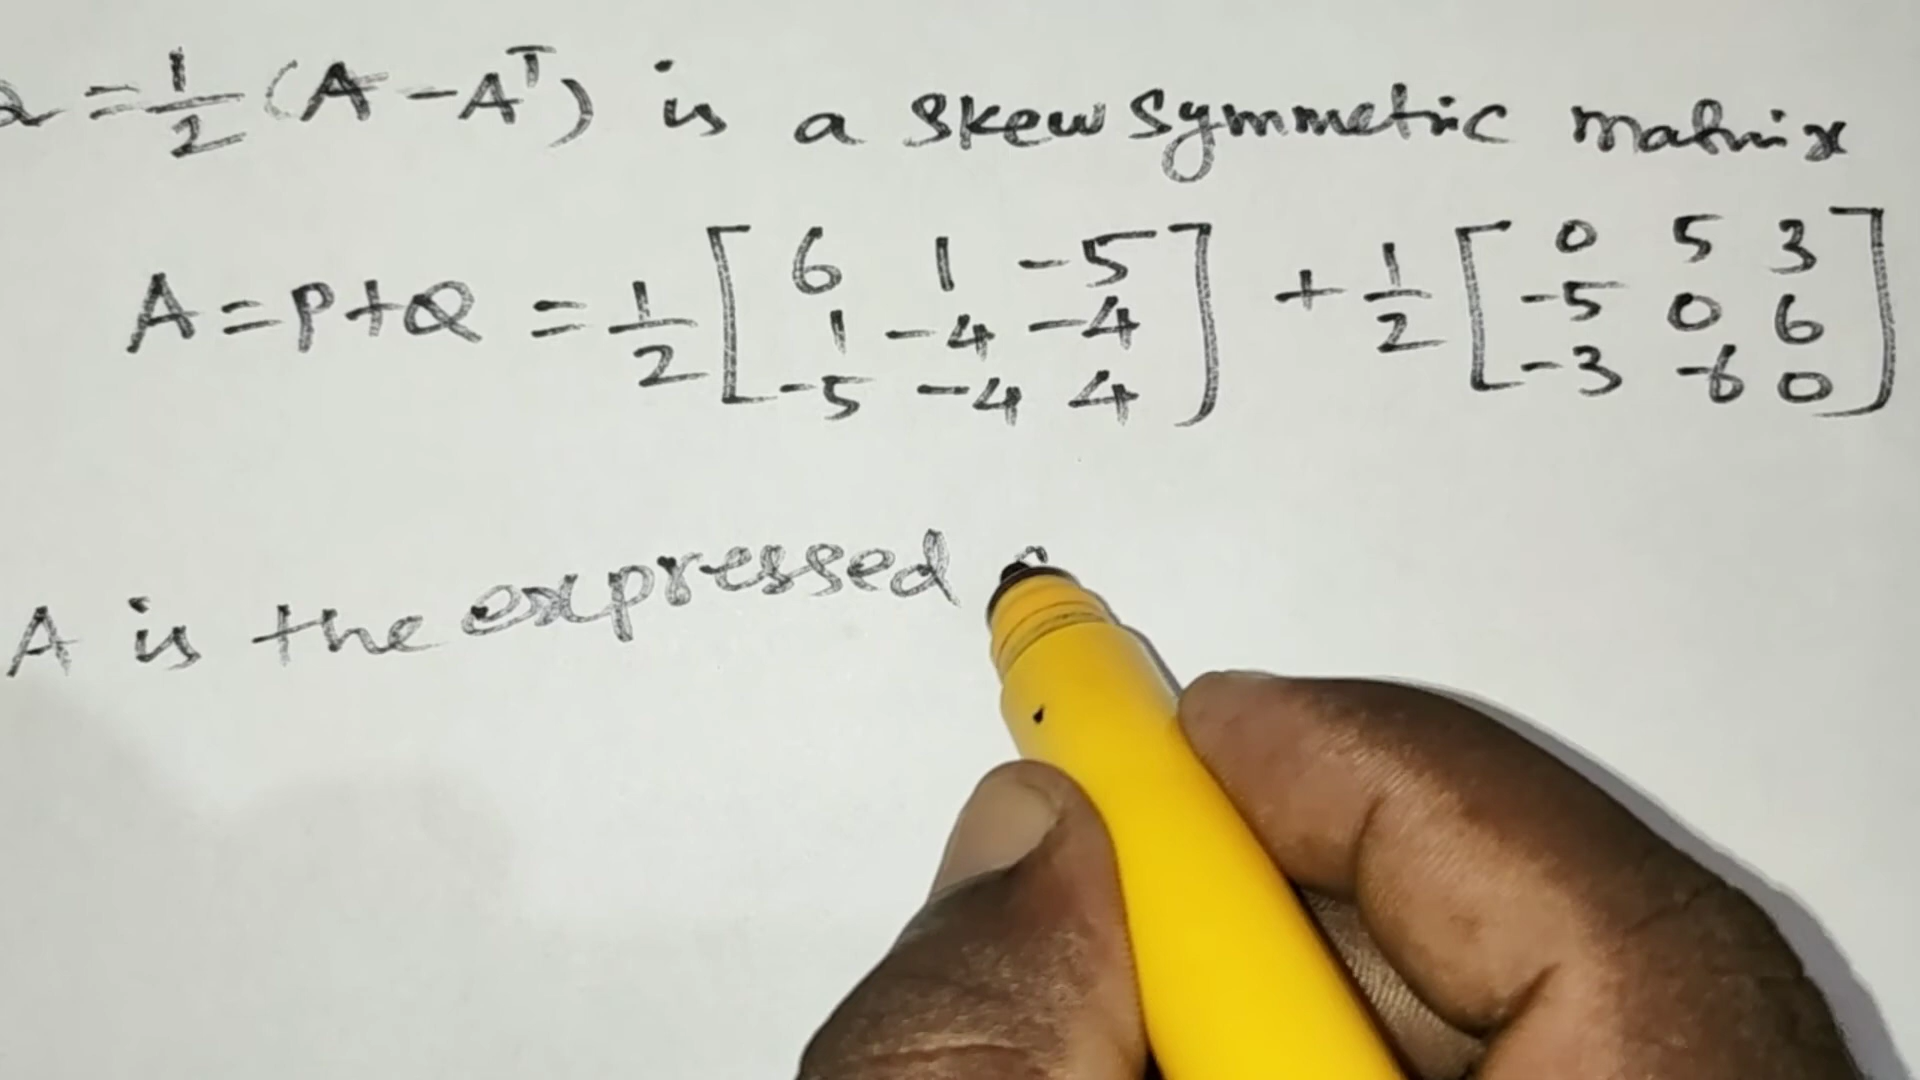 = 1/2 (A - Aᵀ) is a skew symmetric matrix
A = P + Q = 1/2 [6 1 -5
1 -4 -4
-5 -4 4] + 1/2 [0 5 3
-5 0 6
-3 -6 0]
A is the expressed